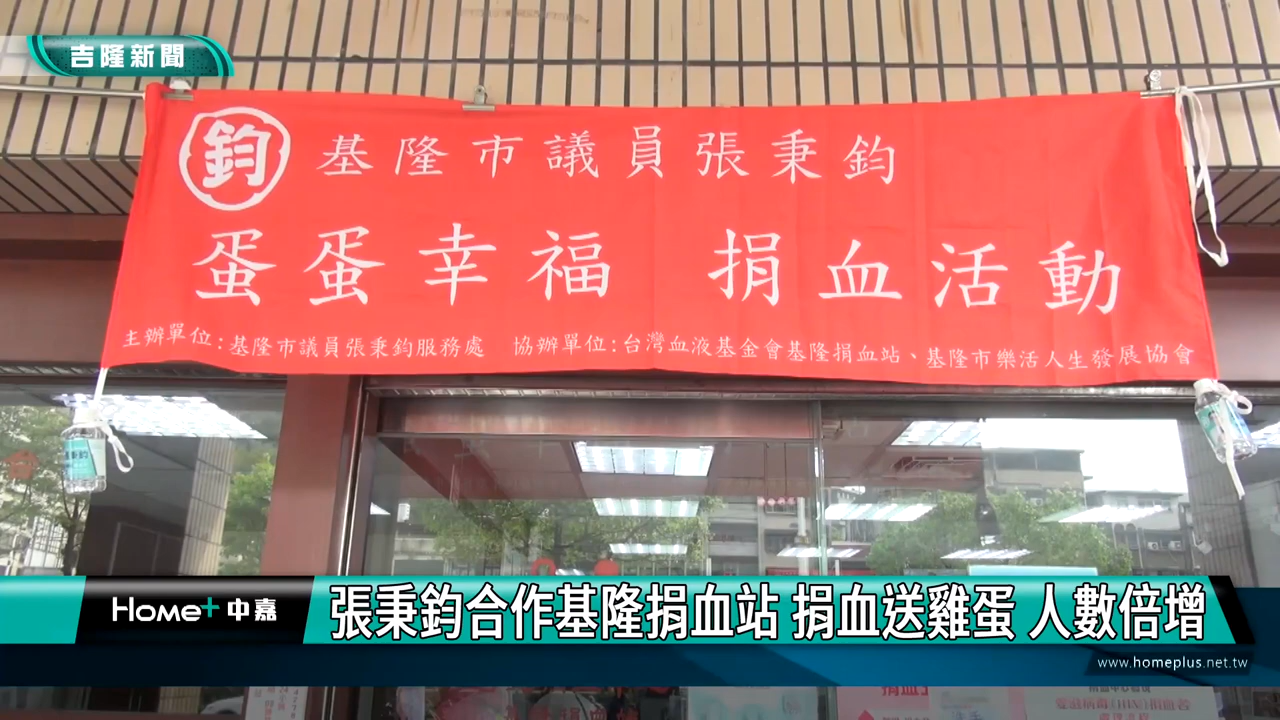 吉隆新聞
鈞
基隆市議員張秉鈞
蛋蛋幸福 捐血活動
主辦單位:基隆市議員張秉鈞服務處 協辦單位:台灣血液基金會基隆捐血站、基隆市樂活人生發展協會
Home+中嘉
張秉鈞合作基隆捐血站 捐血送雞蛋 人數倍增
www.homeplus.net.tw
捐血